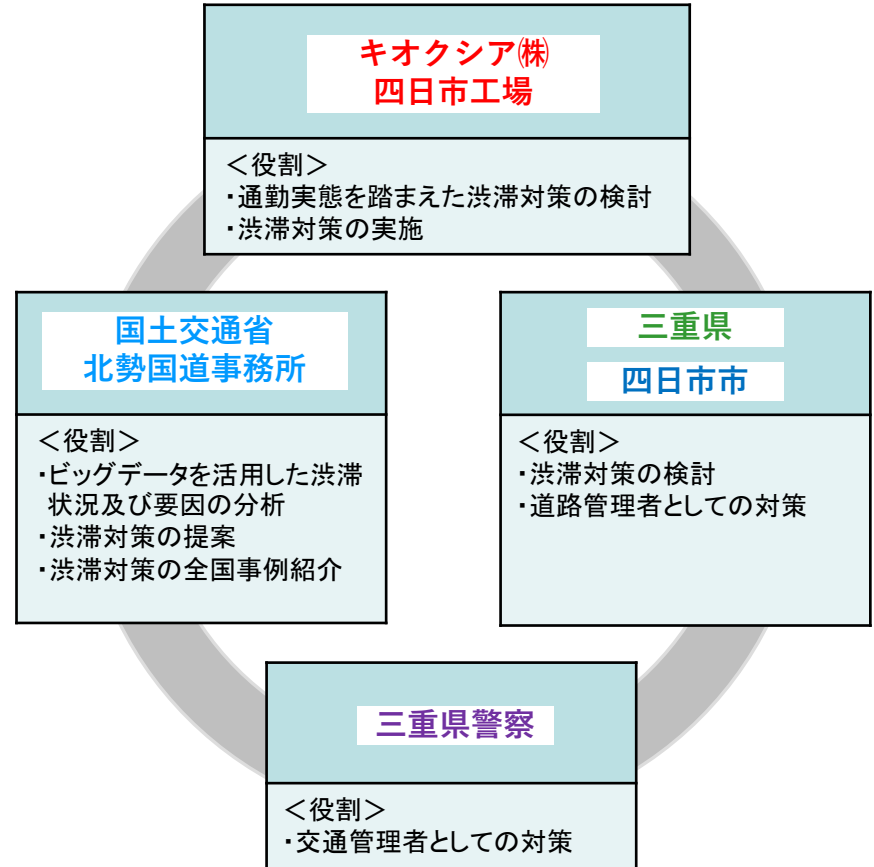 キオクシア㈱
四日市工場
＜役割＞
・通勤実態を踏まえた渋滞対策の検討
・渋滞対策の実施
国土交通省
北勢国道事務所
＜役割＞
・ビッグデータを活用した渋滞
状況及び要因の分析
・渋滞対策の提案
・渋滞対策の全国事例紹介
三重県
四日市市
＜役割＞
・渋滞対策の検討
・道路管理者としての対策
三重県警察
＜役割＞
・交通管理者としての対策